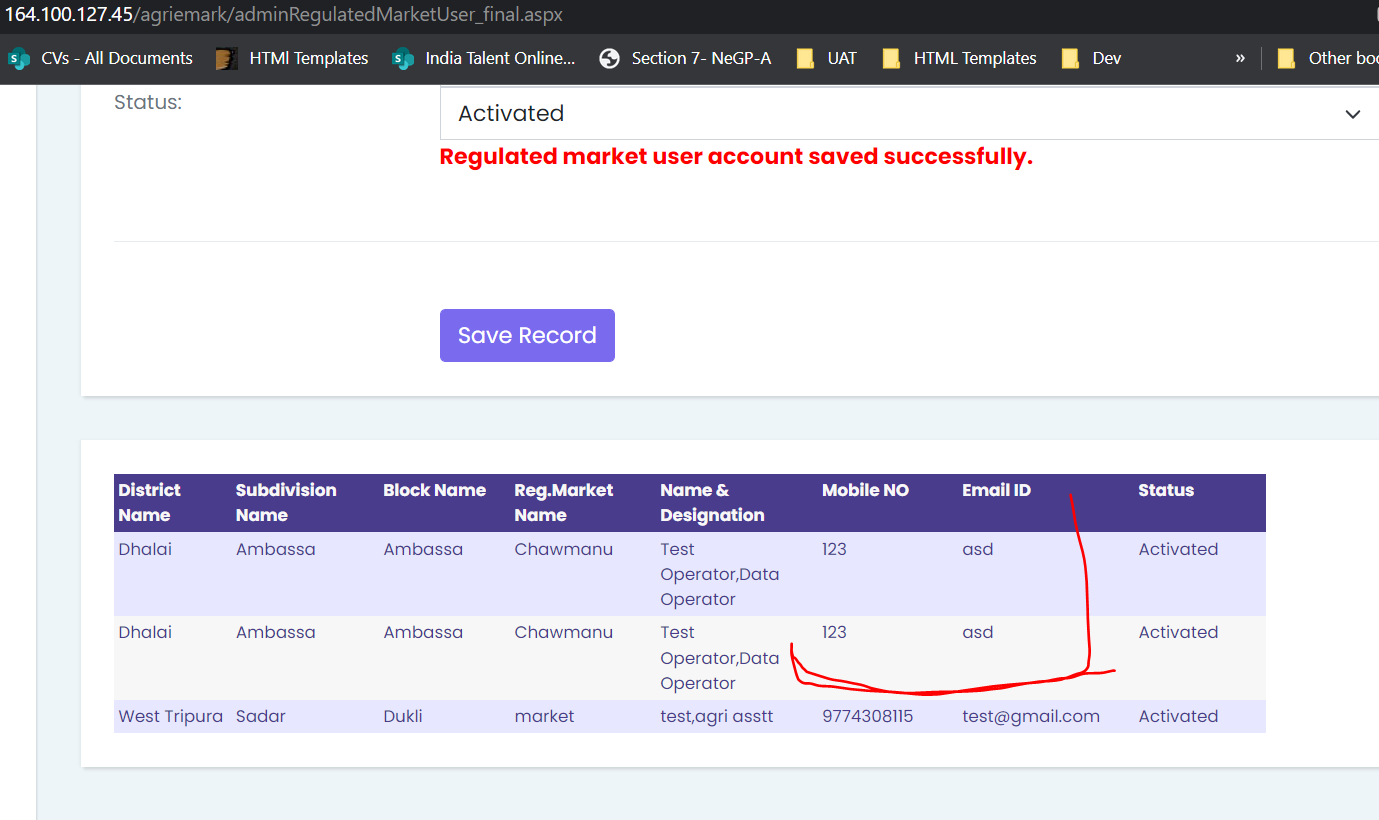 164.100.127.45/agriemark/adminRegulatedMarketUser_final.aspx
CVs - All Documents HTMl Templates India Talent Online... Section 7- NeGP-A UAT HTML Templates Dev » Other boo
Status: Activated
Regulated market user account saved successfully.
Save Record
District Name Subdivision Name Block Name Reg.Market Name Name & Designation Mobile NO Email ID Status
Dhalai Ambassa Ambassa Chawmanu Test Operator,Data Operator 123 asd Activated
Dhalai Ambassa Ambassa Chawmanu Test Operator,Data Operator 123 asd Activated
West Tripura Sadar Dukli market test,agri asstt 9774308115 test@gmail.com Activated